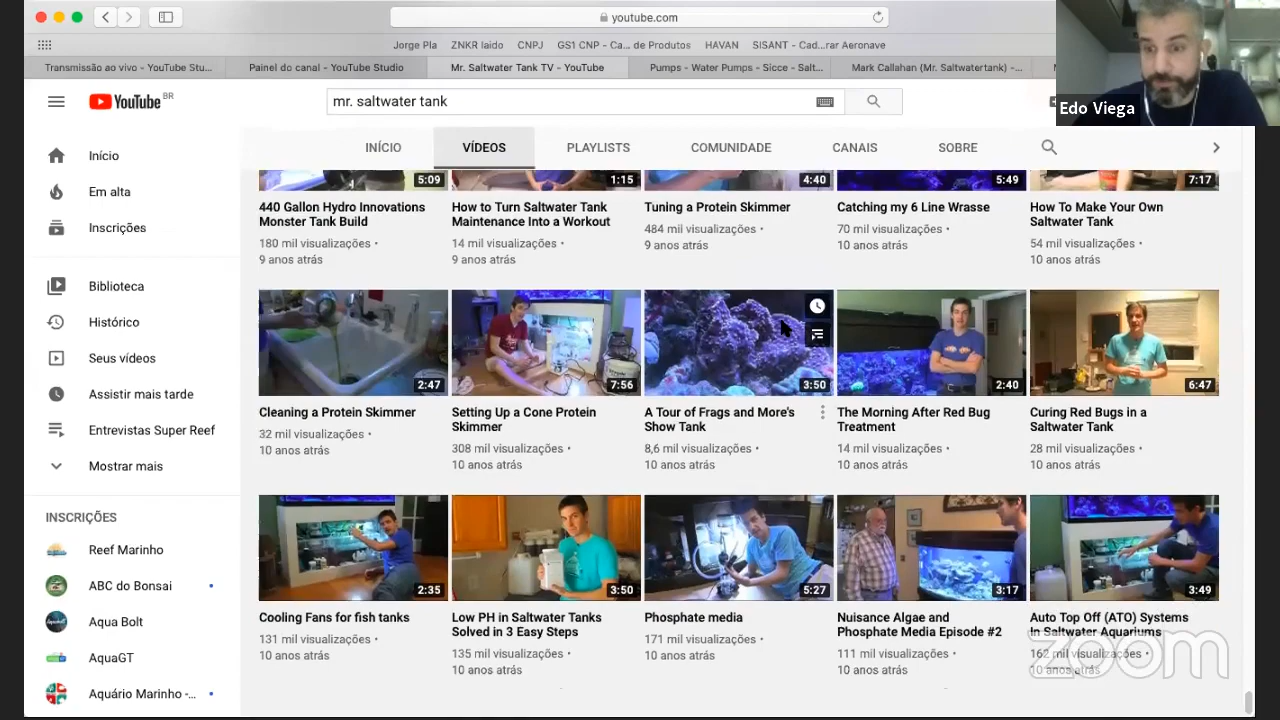 youtube.com
Jorge Pla
ZNKR Iaido
CNPJ
GS1 CNP - Ca... de Produtos
HAVAN
SISANT - Cad...rar Aeronave
Transmissão ao vivo - YouTube Stu...
Painel do canal - YouTube Studio
Mr. Saltwater Tank TV - YouTube
Pumps - Water Pumps - Sicce - Salt...
Mark Callahan (Mr. Saltwatertank) -...
Edo Viega
YouTube BR
mr. saltwater tank
INÍCIO
VÍDEOS
PLAYLISTS
COMUNIDADE
CANAIS
SOBRE
Início
Em alta
Inscrições
Biblioteca
Histórico
Seus vídeos
Assistir mais tarde
Entrevistas Super Reef
Mostrar mais
INSCRIÇÕES
Reef Marinho
ABC do Bonsai
Aqua Bolt
AquaGT
Aquário Marinho -...
5:09
440 Gallon Hydro Innovations
Monster Tank Build
180 mil visualizações •
9 anos atrás
1:15
How to Turn Saltwater Tank
Maintenance Into a Workout
14 mil visualizações •
9 anos atrás
4:40
Tuning a Protein Skimmer
484 mil visualizações •
9 anos atrás
5:49
Catching my 6 Line Wrasse
70 mil visualizações •
10 anos atrás
7:17
How To Make Your Own
Saltwater Tank
54 mil visualizações •
10 anos atrás
2:47
Cleaning a Protein Skimmer
32 mil visualizações •
10 anos atrás
7:56
Setting Up a Cone Protein
Skimmer
308 mil visualizações •
10 anos atrás
3:50
A Tour of Frags and More's
Show Tank
8,6 mil visualizações •
10 anos atrás
2:40
The Morning After Red Bug
Treatment
14 mil visualizações •
10 anos atrás
6:47
Curing Red Bugs in a
Saltwater Tank
28 mil visualizações •
10 anos atrás
2:35
Cooling Fans for fish tanks
131 mil visualizações •
10 anos atrás
3:50
Low PH in Saltwater Tanks
Solved in 3 Easy Steps
135 mil visualizações •
10 anos atrás
5:27
Phosphate media
171 mil visualizações •
10 anos atrás
3:17
Nuisance Algae and
Phosphate Media Episode #2
111 mil visualizações •
10 anos atrás
3:49
Auto Top Off (ATO) Systems
In Saltwater Aquariums
162 mil visualizações •
10 anos atrás
zoom